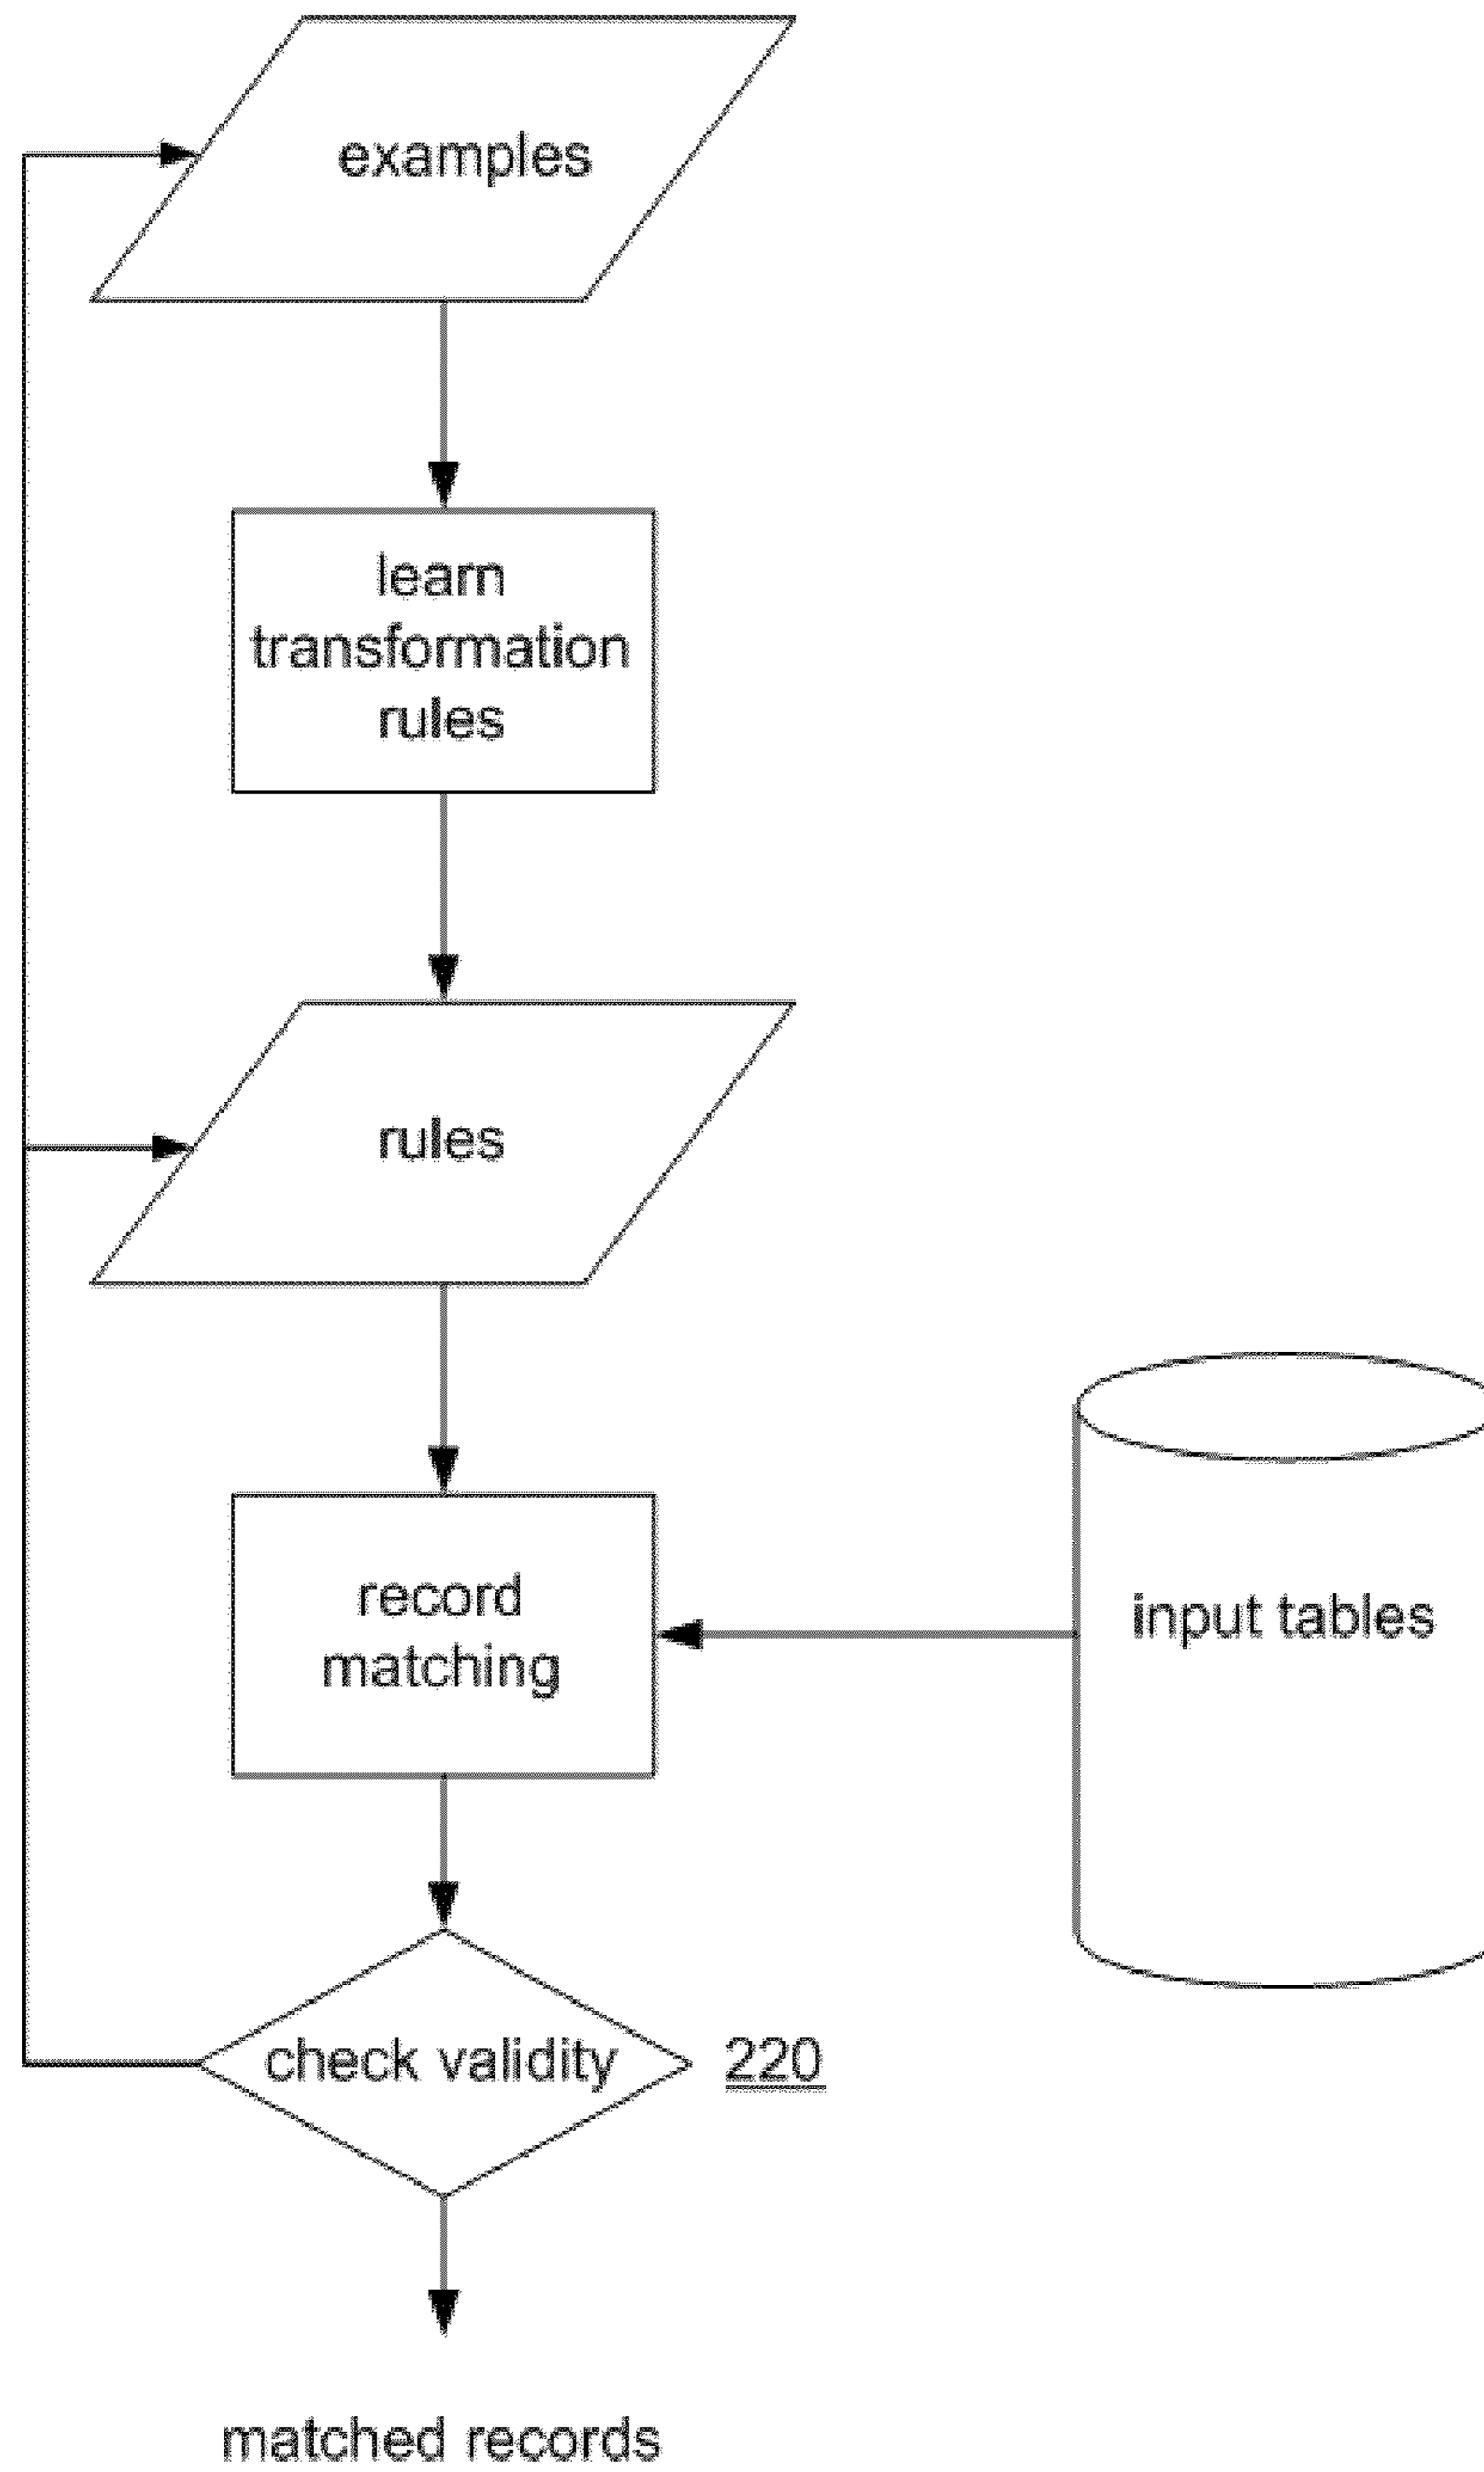 examples
learn
transformation
rules
rules
record
matching
input tables
check validity
220
matched records